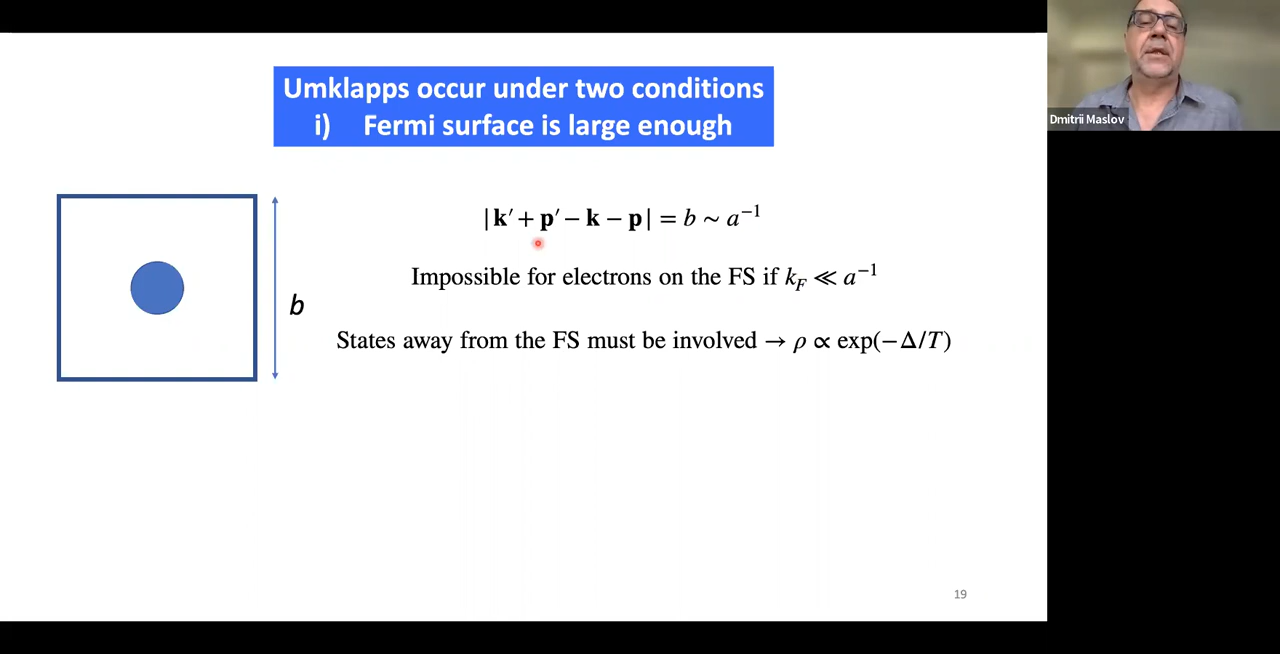 Umklapps occur under two conditions
i) Fermi surface is large enough
|k′ + p′ − k − p| = b ~ a⁻¹
Impossible for electrons on the FS if k_F ≪ a⁻¹
b
States away from the FS must be involved → ρ ∝ exp(−Δ/T)
19
Dmitrii Maslov